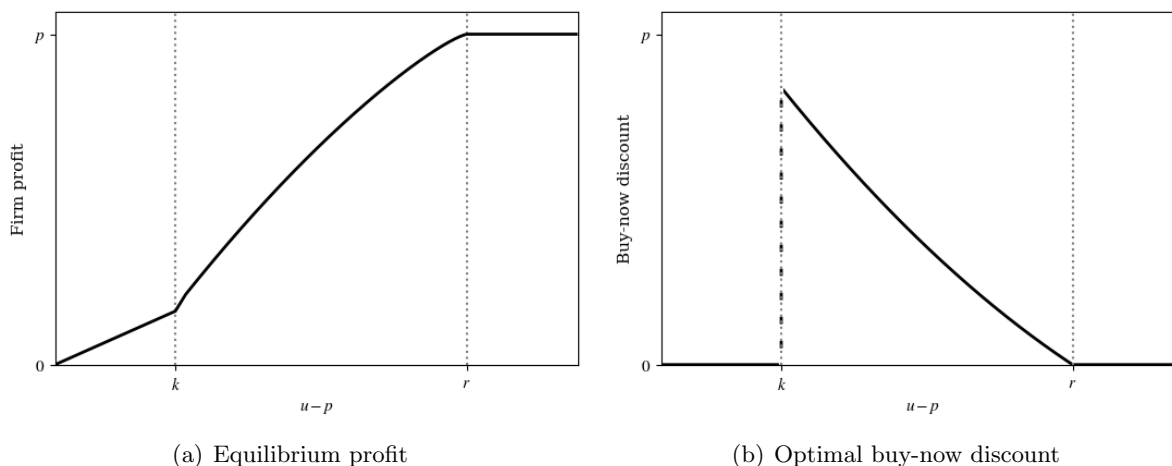 p
Firm profit
0
k
r
u − p
(a) Equilibrium profit
p
Buy-now discount
0
k
r
u − p
(b) Optimal buy-now discount